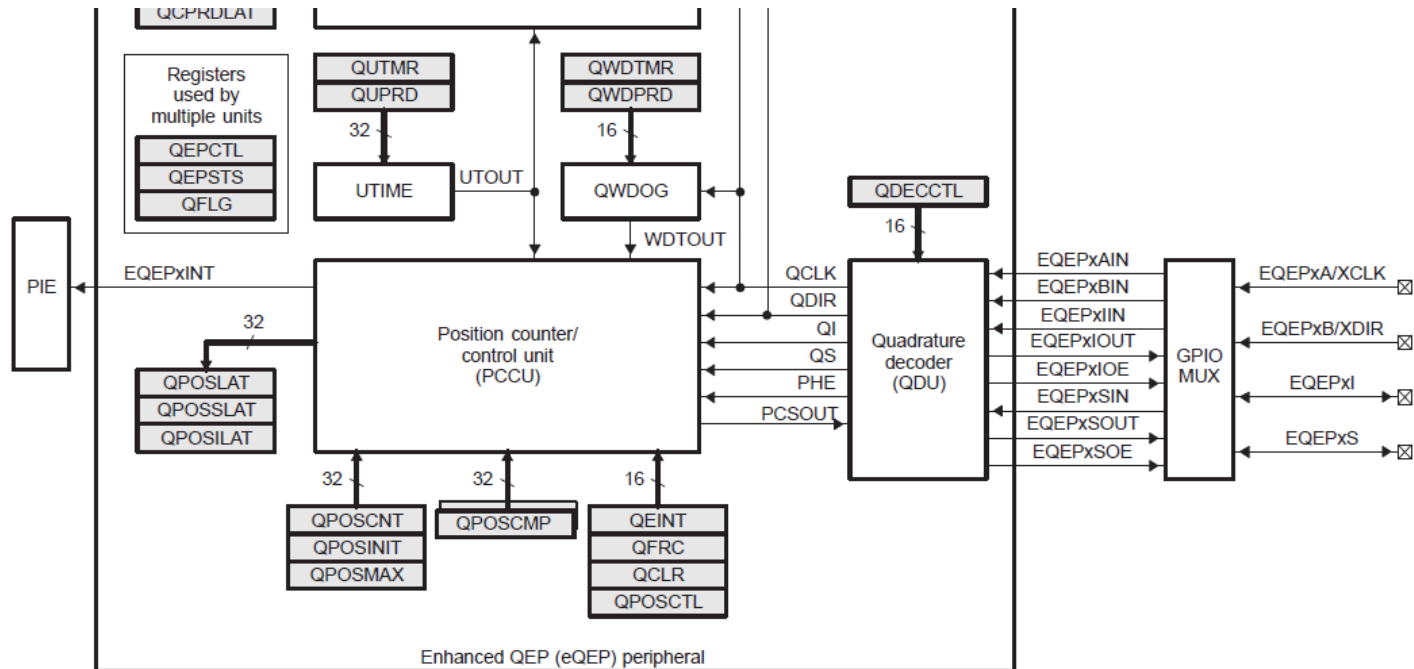 QCPRDLAT
Registers
used by
multiple units
QEPCTL
QEPSTS
QFLG
QUTMR
QUPRD
32
UTIME
UTOUT
QWDTMR
QWDPRD
16
QWDOG
WDTOUT
QDECCTL
16
PIE
EQEPxINT
32
QPOSLAT
QPOSSLAT
QPOSILAT
Position counter/
control unit
(PCCU)
QCLK
QDIR
QI
QS
PHE
PCSOUT
Quadrature
decoder
(QDU)
EQEPxAIN
EQEPxBIN
EQEPxIIN
EQEPxIOUT
EQEPxIOE
EQEPxSIN
EQEPxSOUT
EQEPxSOE
GPIO
MUX
EQEPxA/XCLK
EQEPxB/XDIR
EQEPxI
EQEPxS
32
QPOSCNT
QPOSINIT
QPOSMAX
32
QPOSCMP
16
QEINT
QFRC
QCLR
QPOSCTL
Enhanced QEP (eQEP) peripheral